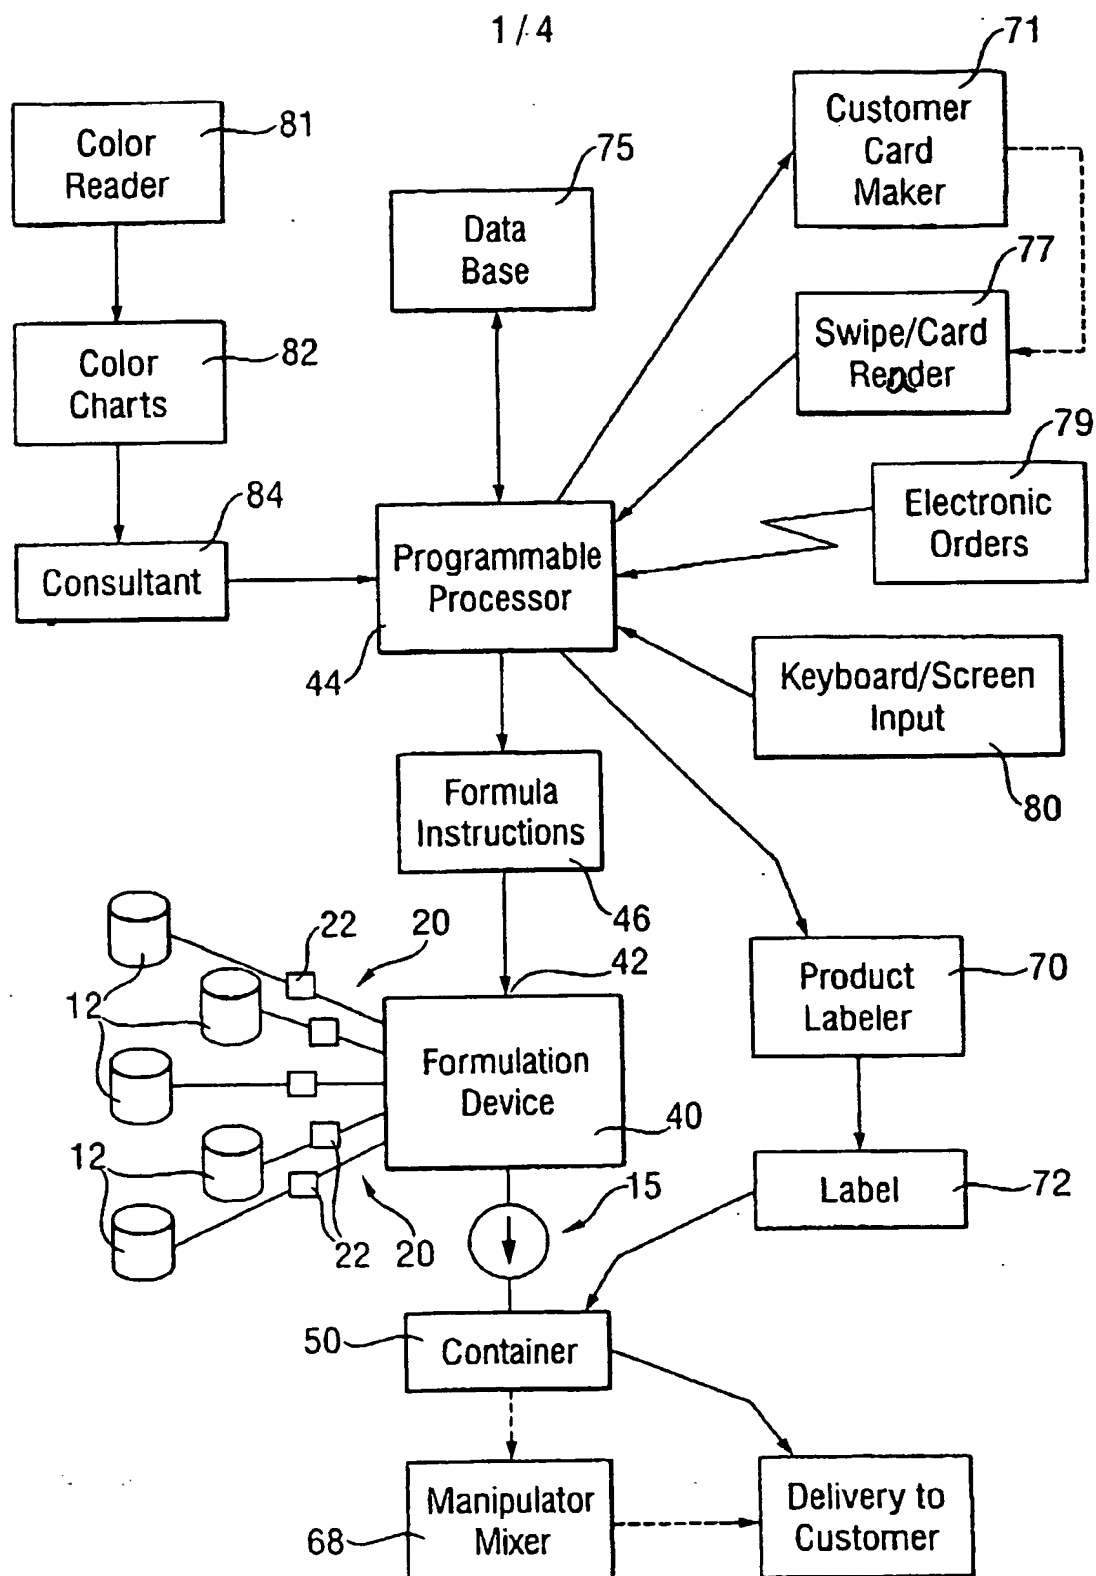 1/4
71
Customer
Card
Maker
81
Color
Reader
75
Data
Base
77
Swipe/Card
Render
a
82
Color
Charts
79
Electronic
Orders
84
Consultant
Programmable
Processor
44
Keyboard/Screen
Input
80
Formula
Instructions
46
22
20
42
12
Formulation
Device
40
Product
Labeler
70
12
22
20
15
Label
72
50
Container
Manipulator
Mixer
68
Delivery to
Customer